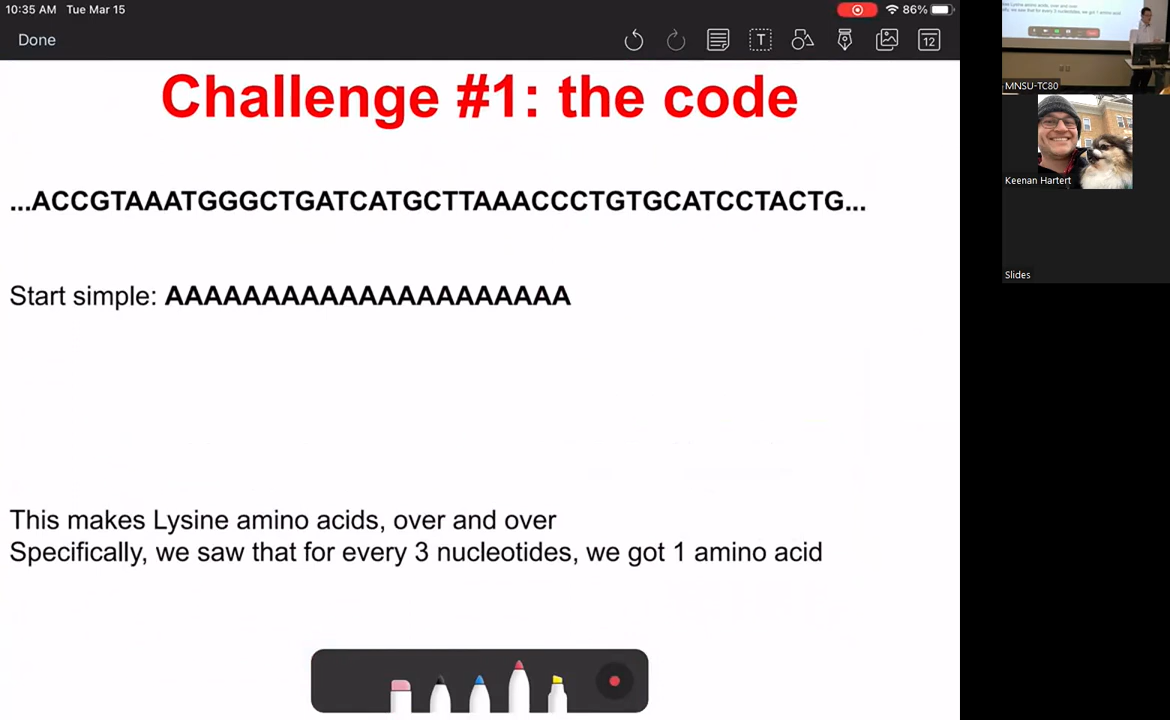 10:35 AM Tue Mar 15
86%
Done
T
12
Challenge #1: the code
...ACCGTAAATGGGCTGATCATGCTTAAACCCTGTGCATCCTACTG...
Start simple: AAAAAAAAAAAAAAAAAAAAA
This makes Lysine amino acids, over and over
Specifically, we saw that for every 3 nucleotides, we got 1 amino acid
MNSU-TC80
Keenan Hartert
Slides